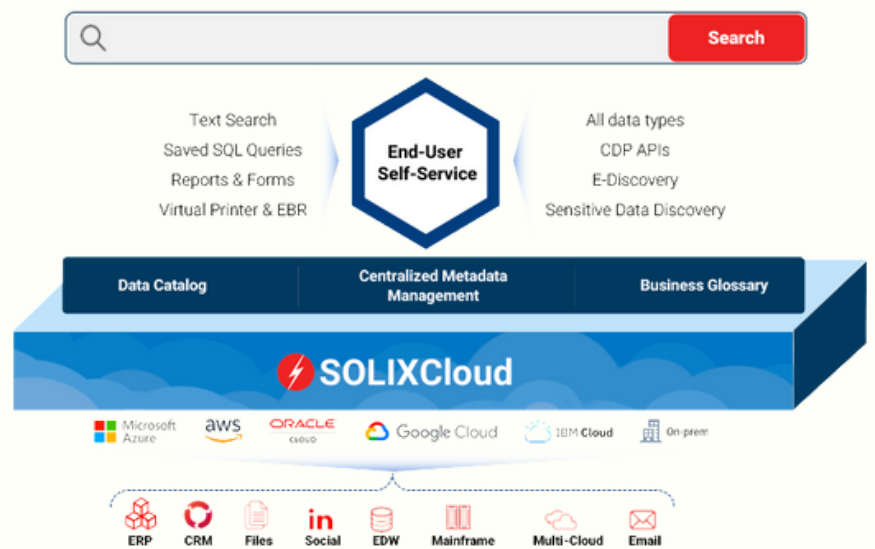 Search
Text Search
Saved SQL Queries
Reports & Forms
Virtual Printer & EBR
End-User
Self-Service
All data types
CDP APIs
E-Discovery
Sensitive Data Discovery
Data Catalog
Centralized Metadata
Management
Business Glossary
SOLIXCloud
Microsoft
Azure
aws
ORACLE
CLOUD
Google Cloud
IBM Cloud
On-prem
ERP
CRM
Files
in
Social
EDW
Mainframe
Multi-Cloud
Email